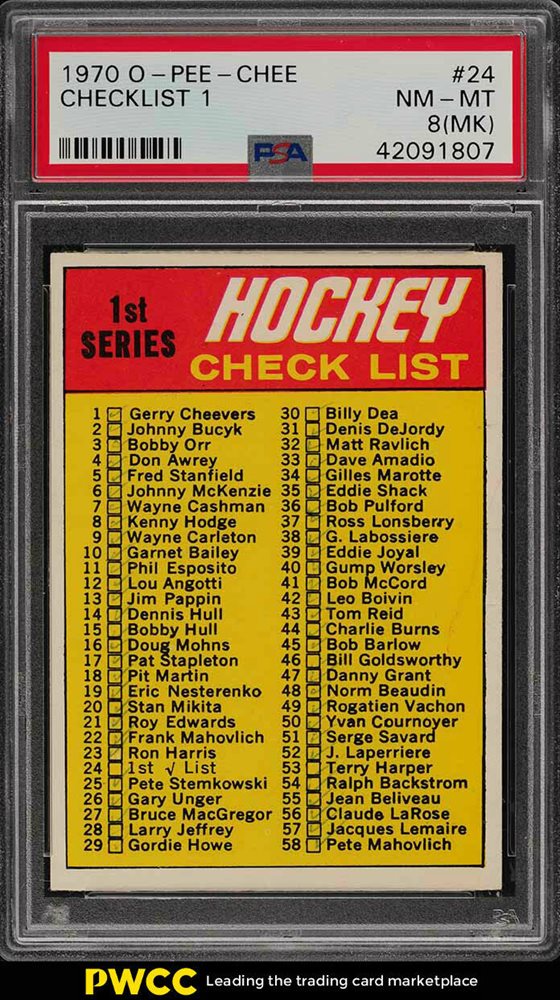 1970 O-PEE-CHEE #24
CHECKLIST 1 NM-MT
8(MK)
PSA 42091807
1st HOCKEY
SERIES CHECK LIST
1 Gerry Cheevers
2 Johnny Bucyk
3 Bobby Orr
4 Don Awrey
5 Fred Stanfield
6 Johnny McKenzie
7 Wayne Cashman
8 Kenny Hodge
9 Wayne Carleton
10 Garnet Bailey
11 Phil Esposito
12 Lou Angotti
13 Jim Pappin
14 Dennis Hull
15 Bobby Hull
16 Doug Mohns
17 Pat Stapleton
18 Pit Martin
19 Eric Nesterenko
20 Stan Mikita
21 Roy Edwards
22 Frank Mahovlich
23 Ron Harris
24 1st √ List
25 Pete Stemkowski
26 Gary Unger
27 Bruce MacGregor
28 Larry Jeffrey
29 Gordie Howe
30 Billy Dea
31 Denis DeJordy
32 Matt Ravlich
33 Dave Amadio
34 Gilles Marotte
35 Eddie Shack
36 Bob Pulford
37 Ross Lonsberry
38 G. Labossiere
39 Eddie Joyal
40 Gump Worsley
41 Bob McCord
42 Leo Boivin
43 Tom Reid
44 Charlie Burns
45 Bob Barlow
46 Bill Goldsworthy
47 Danny Grant
48 Norm Beaudin
49 Rogatien Vachon
50 Yvan Cournoyer
51 Serge Savard
52 J. Laperriere
53 Terry Harper
54 Ralph Backstrom
55 Jean Beliveau
56 Claude LaRose
57 Jacques Lemaire
58 Pete Mahovlich
PSA
PWCC Leading the trading card marketplace